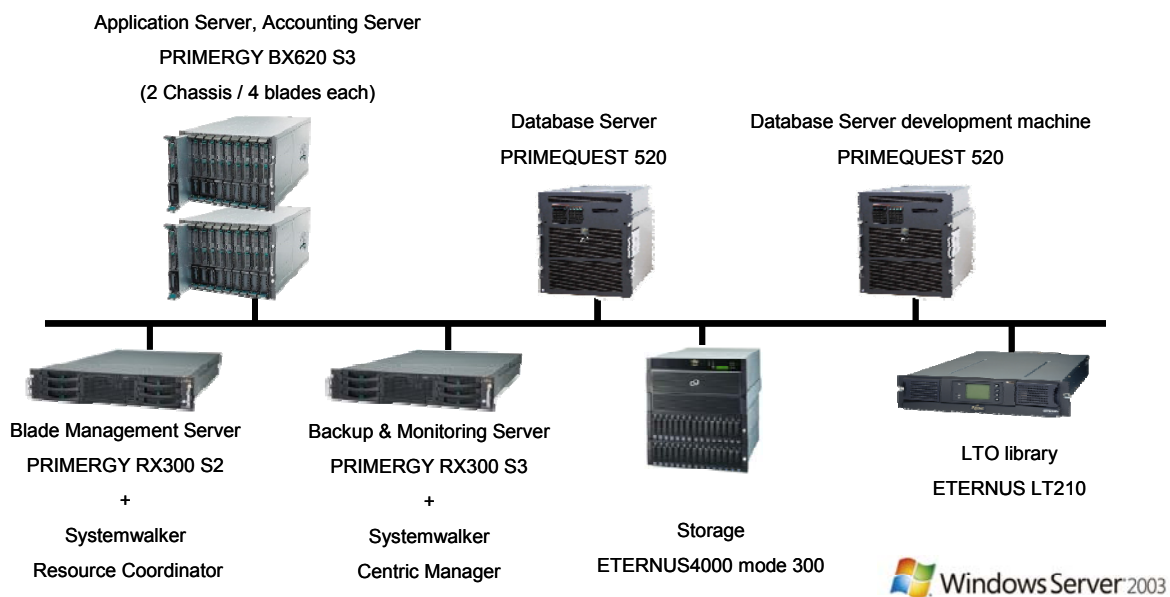 Application Server, Accounting Server
PRIMERGY BX620 S3
(2 Chassis / 4 blades each)
Database Server
PRIMEQUEST 520
Database Server development machine
PRIMEQUEST 520
Blade Management Server
PRIMERGY RX300 S2
+
Systemwalker
Resource Coordinator
Backup & Monitoring Server
PRIMERGY RX300 S3
+
Systemwalker
Centric Manager
Storage
ETERNUS4000 mode 300
LTO library
ETERNUS LT210
Windows Server 2003